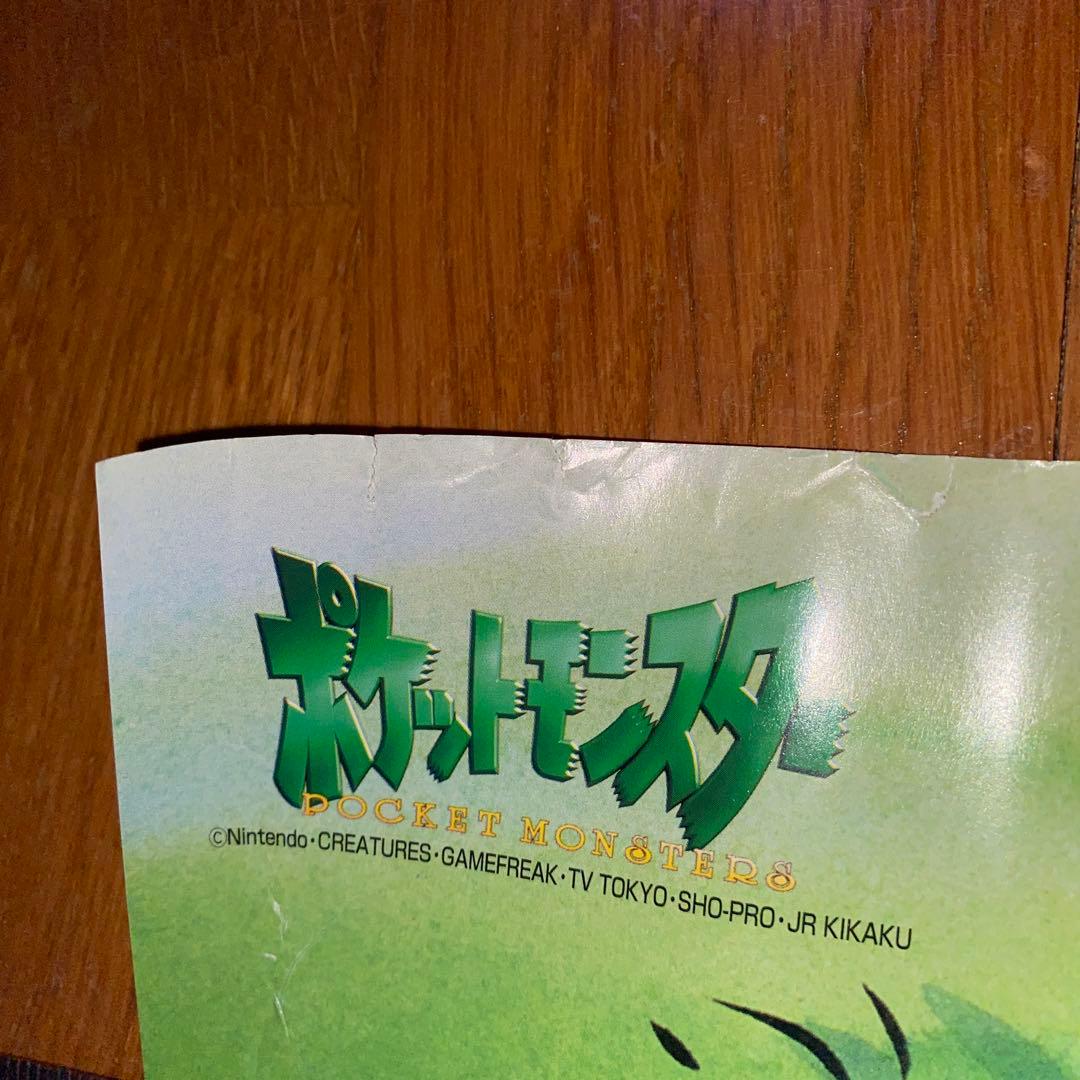 ポケットモンスター
POCKET MONSTERS
©Nintendo・CREATURES・GAMEFREAK・TV TOKYO・SHO-PRO・JR KIKAKU